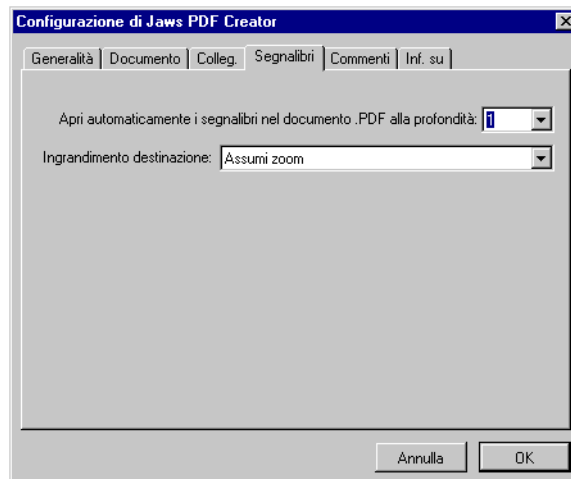 Configurazione di Jaws PDF Creator
Generalità Documento Colleg. Segnalibri Commenti Inf. su
Apri automaticamente i segnalibri nel documento .PDF alla profondità: 1
Ingrandimento destinazione: Assumi zoom
Annulla OK